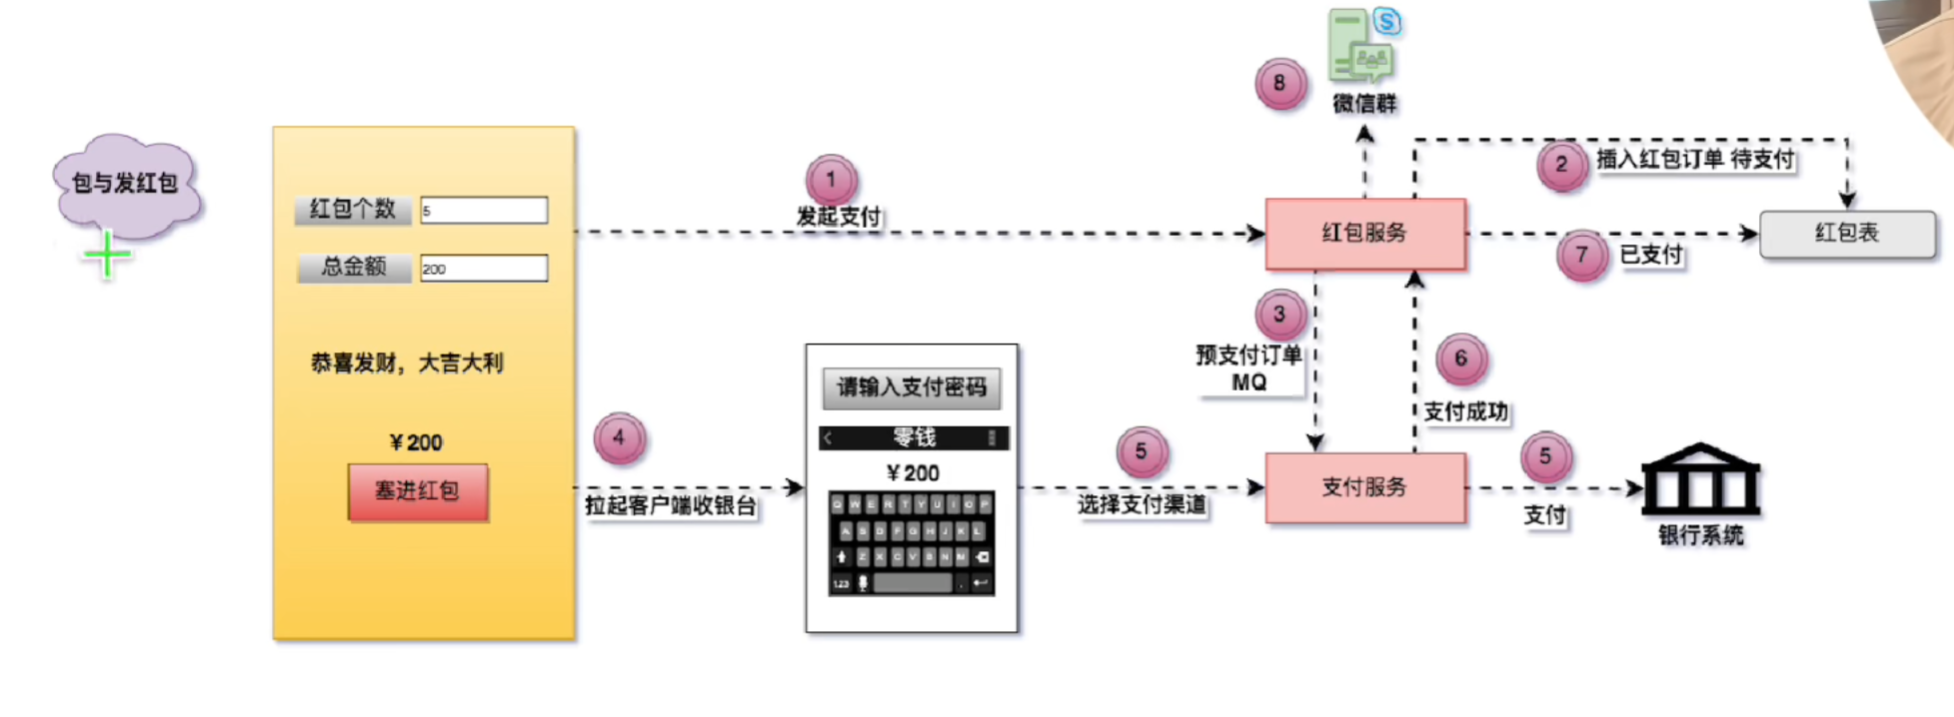 包与发红包
红包个数 5
总金额 200
恭喜发财，大吉大利
￥200
塞进红包
1
发起支付
4
拉起客户端收银台
请输入支付密码
零钱
￥200
Q W E R T Y U I O P
A S D F G H J K L
Z X C V B N M
123
5
选择支付渠道
8
S
微信群
2
插入红包订单 待支付
红包服务
7
已支付
红包表
3
预支付订单
MQ
6
支付成功
支付服务
5
支付
银行系统